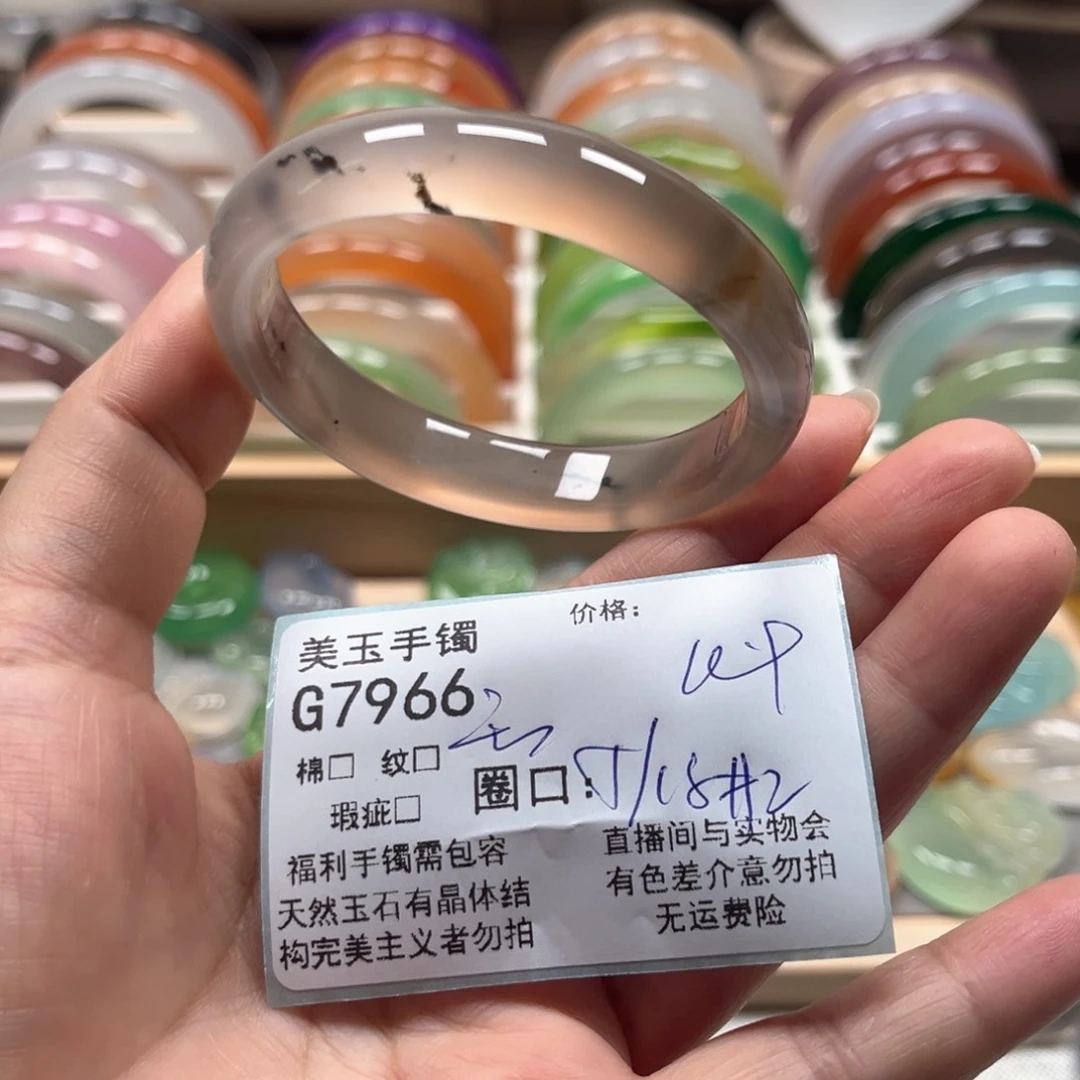 价格：
美玉手镯
G7966
棉□ 纹□
圈口：
瑕疵□
福利手镯需包容
天然玉石有晶体结
构完美主义者勿拍
直播间与实物会
有色差介意勿拍
无运费险